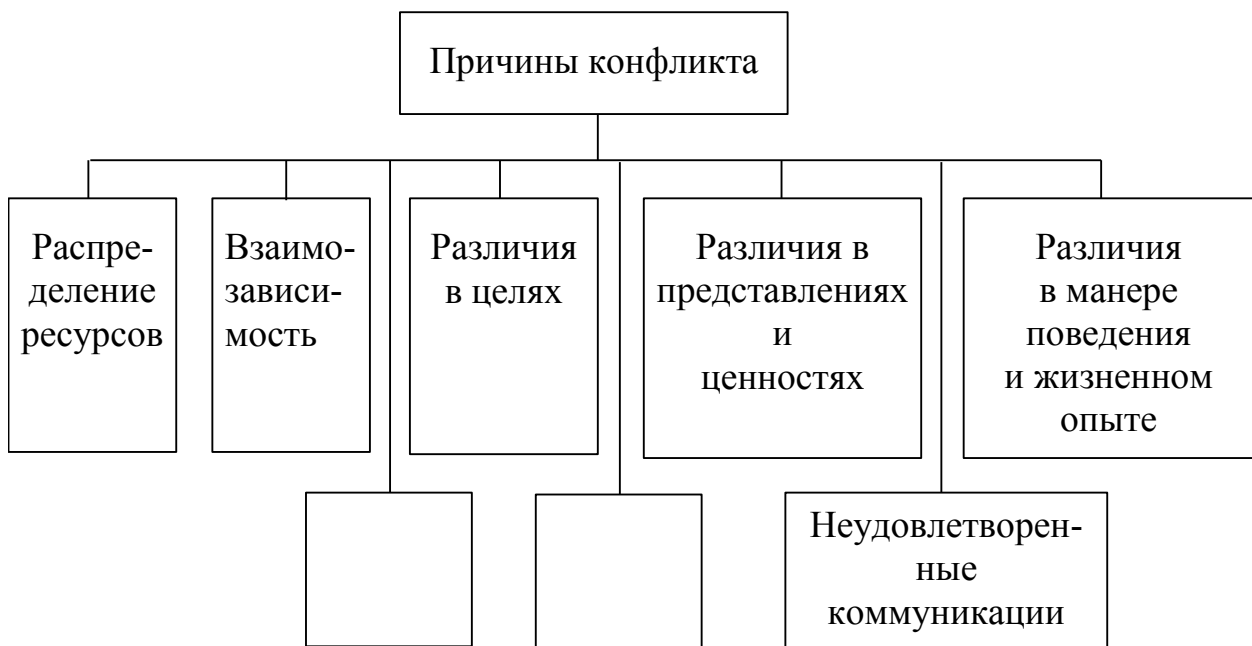 Причины конфликта
Распре-
деление
ресурсов
Взаимо-
зависи-
мость
Различия
в целях
Различия в
представлениях
и
ценностях
Различия
в манере
поведения
и жизненном
опыте
Неудовлетворен-
ные
коммуникации